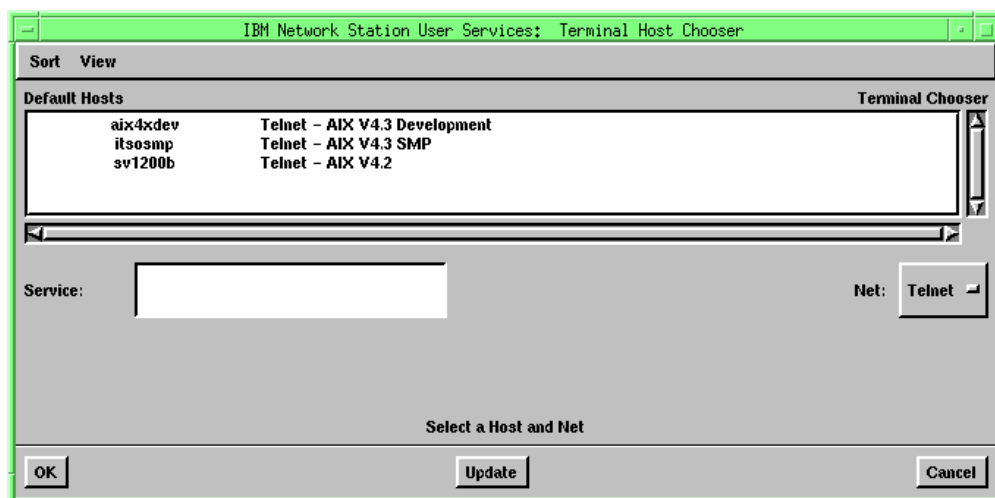 IBM Network Station User Services: Terminal Host Chooser
Sort View
Default Hosts Terminal Chooser
aix4xdev Telnet – AIX V4.3 Development
itsosmp Telnet – AIX V4.3 SMP
sv1200b Telnet – AIX V4.2
Service: Net: Telnet
Select a Host and Net
OK Update Cancel